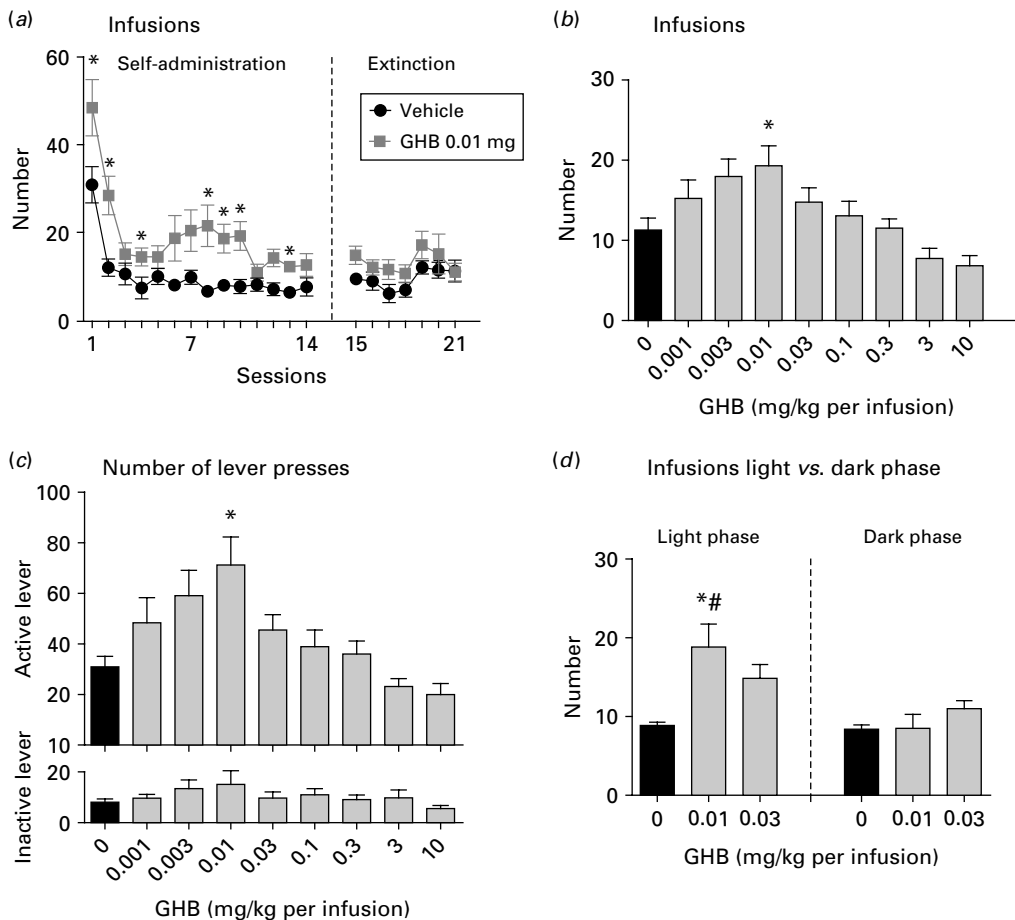 (a) Infusions
60
40
20
0
Number
*
*
*
*
*
*
*
Self-administration
Extinction
Vehicle
GHB 0.01 mg
1 7 14 15 21
Sessions
(b) Infusions
30
20
10
0
Number
*
0 0.001 0.003 0.01 0.03 0.1 0.3 3 10
GHB (mg/kg per infusion)
(c) Number of lever presses
100
80
60
40
20
10
Active lever
*
20
0
Inactive lever
0 0.001 0.003 0.01 0.03 0.1 0.3 3 10
GHB (mg/kg per infusion)
(d) Infusions light vs. dark phase
Light phase
Dark phase
30
20
10
0
Number
*#
0 0.01 0.03 0 0.01 0.03
GHB (mg/kg per infusion)